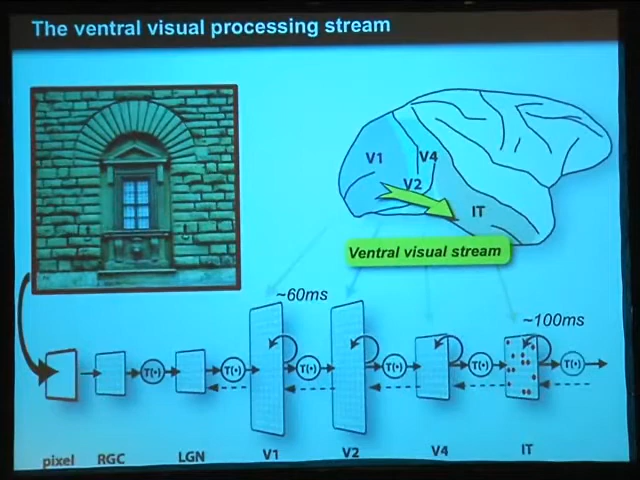 The ventral visual processing stream
V1
V4
V2
IT
Ventral visual stream
~60ms
~100ms
T(•)
T(•)
T(•)
T(•)
T(•)
T(•)
pixel
RGC
LGN
V1
V2
V4
IT